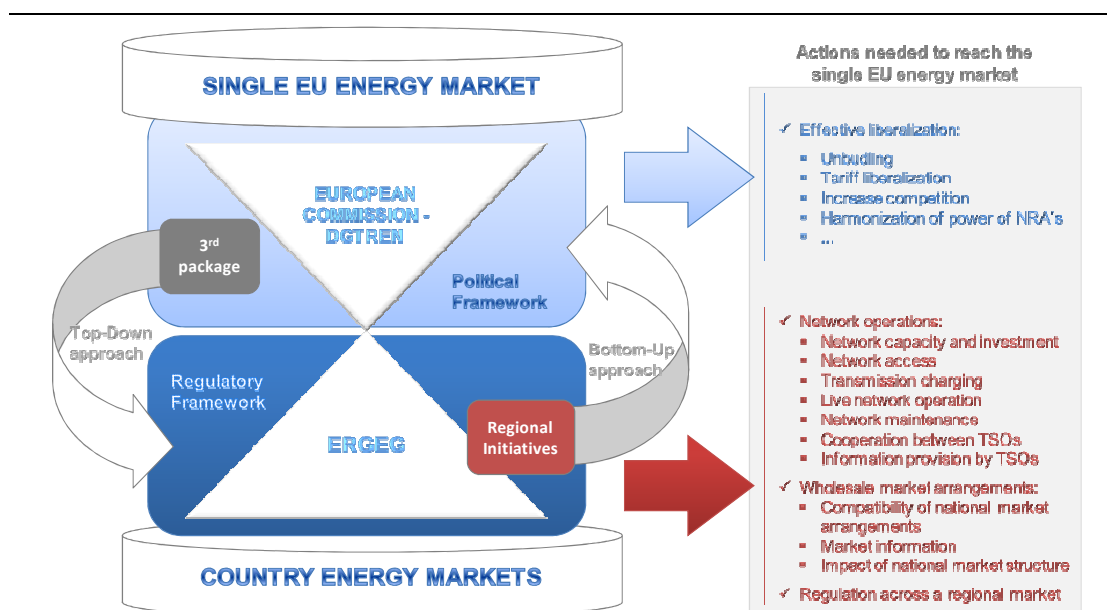 SINGLE EU ENERGY MARKET
EUROPEAN
COMMISSION -
DGTREN
3rd
package
Political
Framework
Top-Down
approach
Bottom-Up
approach
Regulatory
Framework
ERGEG
Regional
Initiatives
COUNTRY ENERGY MARKETS
Actions needed to reach the
single EU energy market
✓ Effective liberalization:
▪ Unbudling
▪ Tariff liberalization
▪ Increase competition
▪ Harmonization of power of NRA's
▪ ...
✓ Network operations:
▪ Network capacity and investment
▪ Network access
▪ Transmission charging
▪ Live network operation
▪ Network maintenance
▪ Cooperation between TSOs
▪ Information provision by TSOs
✓ Wholesale market arrangements:
▪ Compatibility of national market
arrangements
▪ Market information
▪ Impact of national market structure
✓ Regulation across a regional market